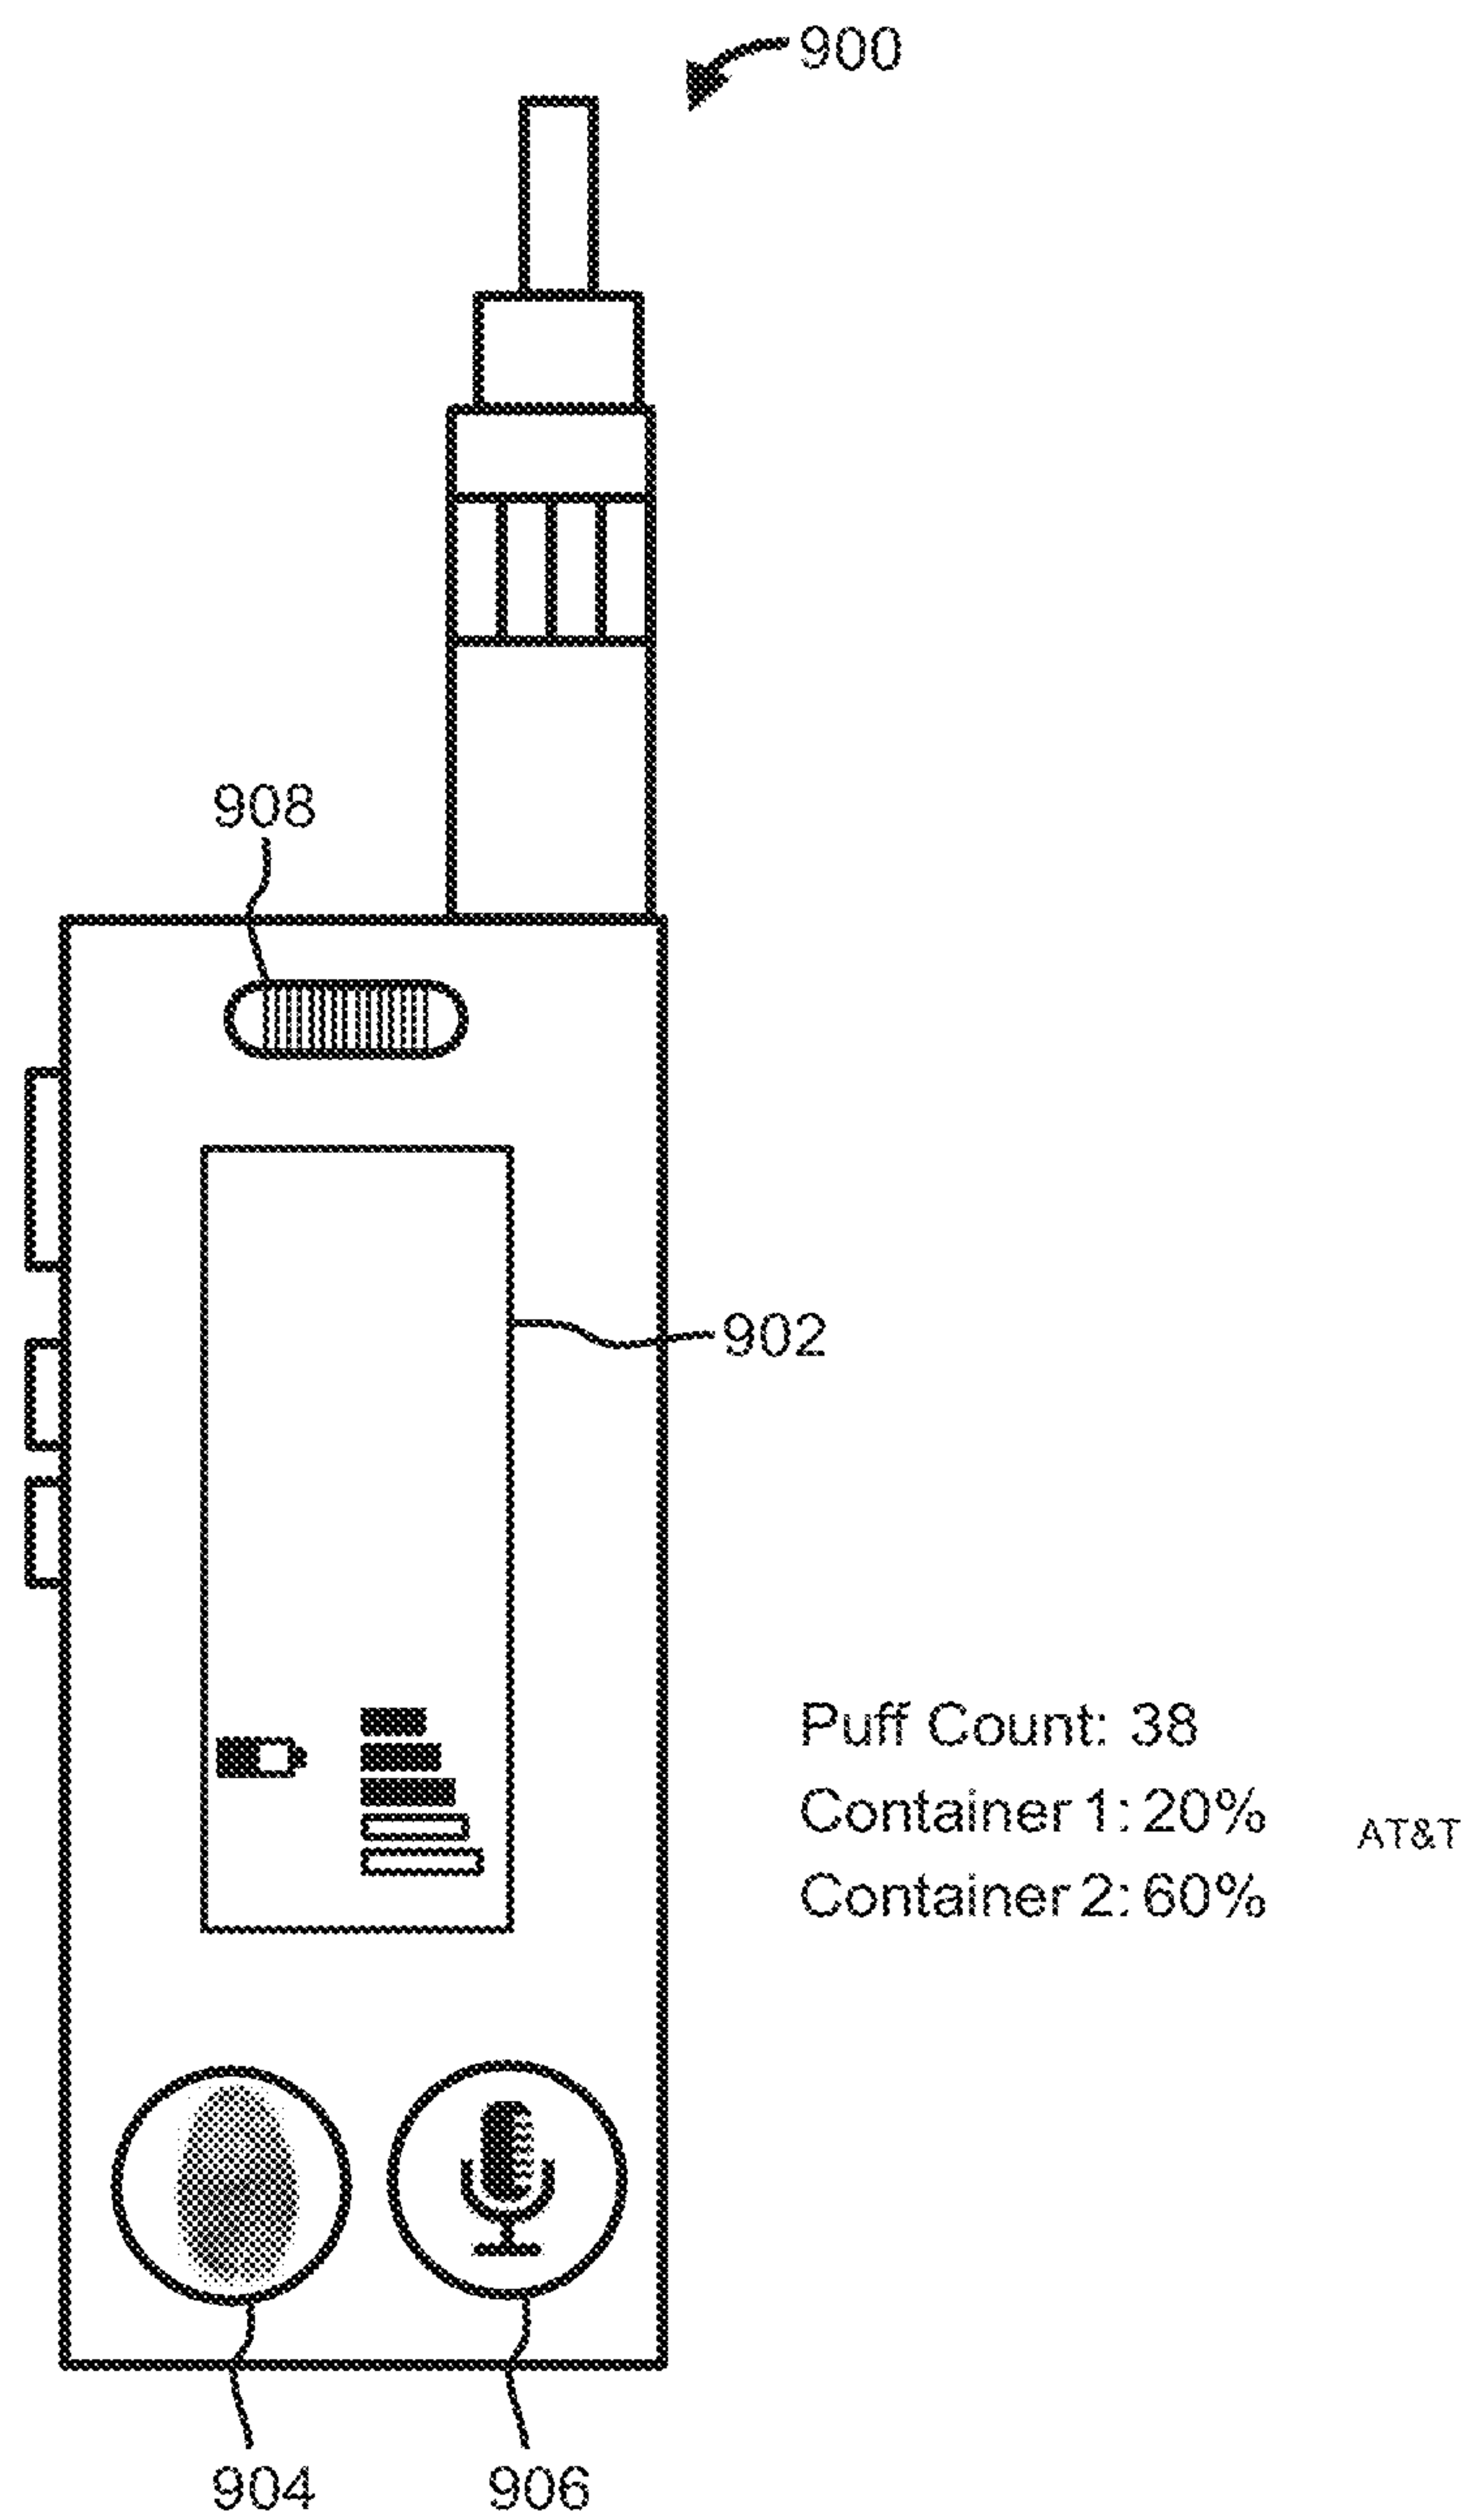 900
908
902
Puff Count: 38
Container 1: 20%
AT&T
Container 2: 60%
904
906